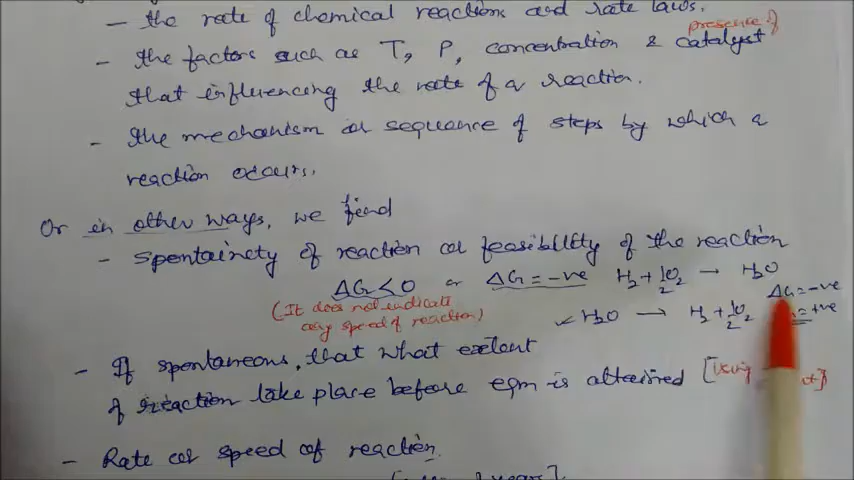 - the rate of chemical reaction and rate laws.
presence of
- the factors such as T, P, concentration & catalyst
that influencing the rate of a reaction.
- the mechanism or sequence of steps by which a
reaction occurs.
Or in other ways, we find
- Spontainety of reaction or feasibility of the reaction
ΔG < 0 or ΔG = -ve H₂ + 1/2 O₂ → H₂O
ΔG = -ve
(It does not indicate
any speed of reaction)
✓ H₂O → H₂ + 1/2 O₂ = +ve
- If spontaneous, that what extent
of reaction take place before eqm is attained [Using
- Rate or speed of reaction.